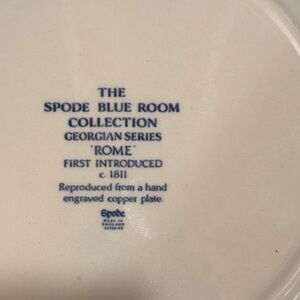 THE
SPODE BLUE ROOM
COLLECTION
GEORGIAN SERIES
'ROME'
FIRST INTRODUCED
c. 1811
Reproduced from a hand
engraved copper plate.
Spode
MADE IN
ENGLAND